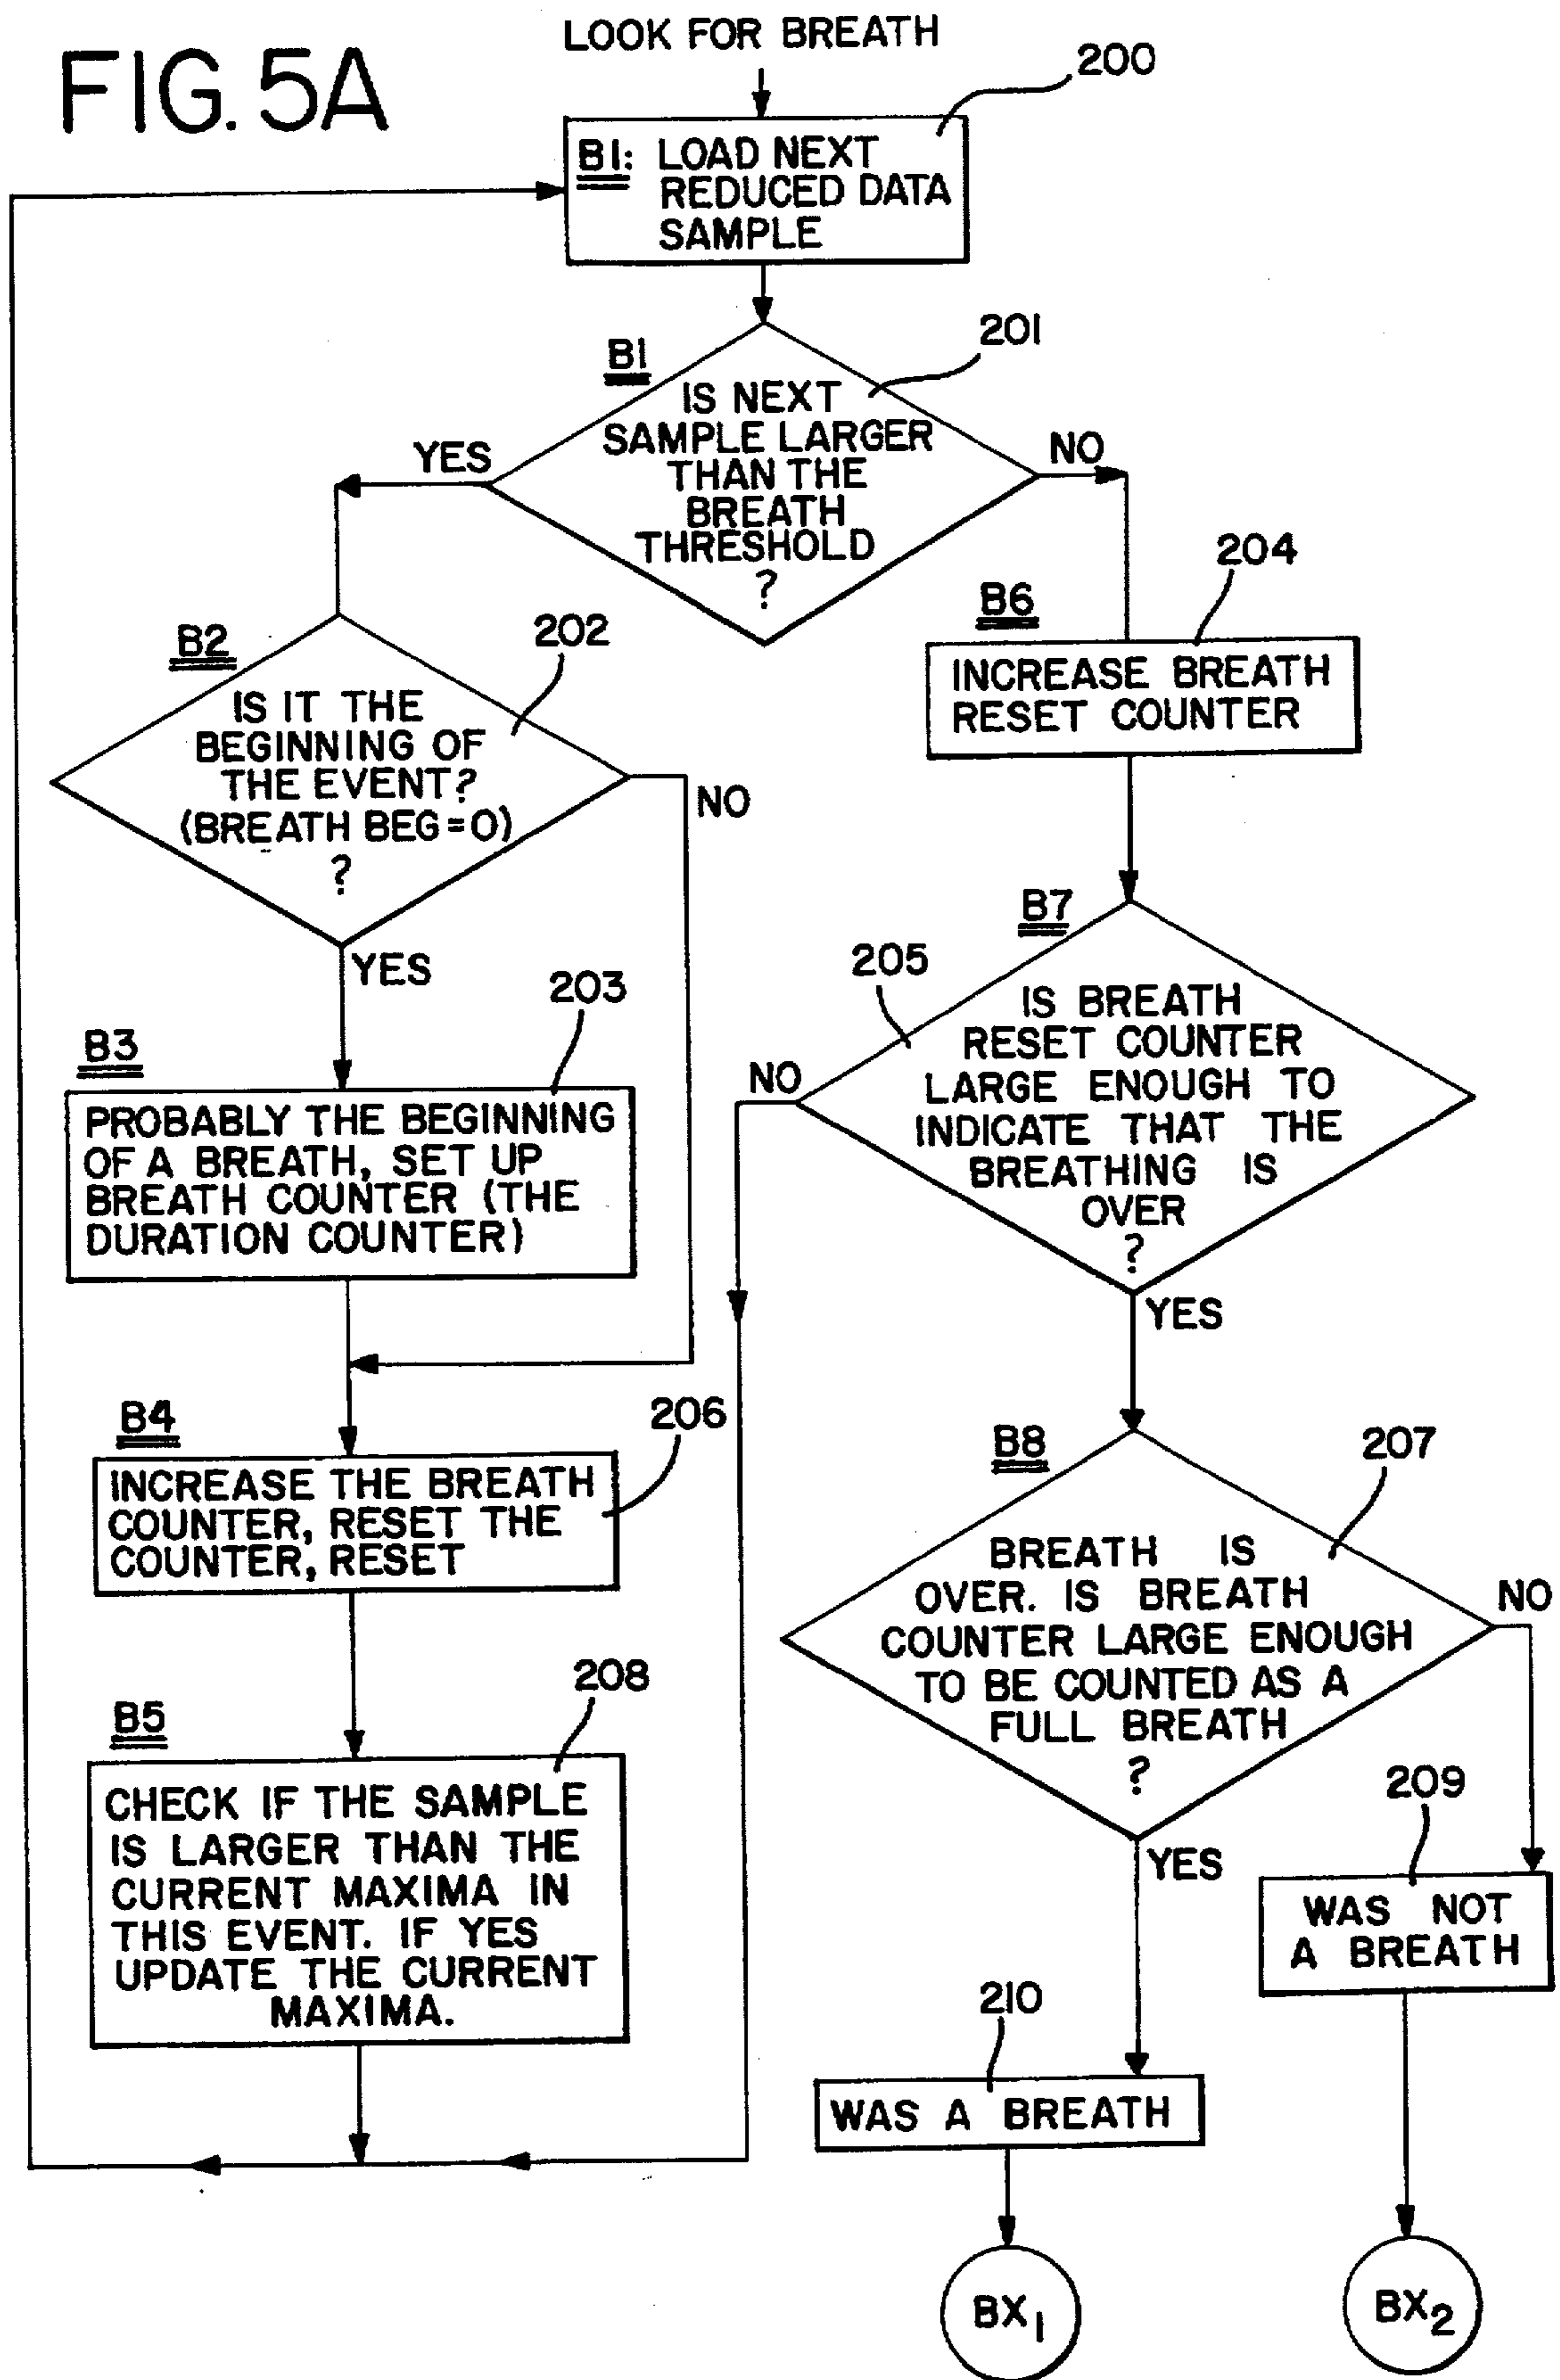 FIG. 5A
LOOK FOR BREATH
200
B1: LOAD NEXT
REDUCED DATA
SAMPLE
201
B1
IS NEXT
SAMPLE LARGER
THAN THE
BREATH
THRESHOLD
?
YES
NO
B2
202
IS IT THE
BEGINNING OF
THE EVENT?
(BREATH BEG=0)
?
NO
YES
B3
203
PROBABLY THE BEGINNING
OF A BREATH, SET UP
BREATH COUNTER (THE
DURATION COUNTER)
B4
206
INCREASE THE BREATH
COUNTER, RESET THE
COUNTER, RESET
B5
208
CHECK IF THE SAMPLE
IS LARGER THAN THE
CURRENT MAXIMA IN
THIS EVENT. IF YES
UPDATE THE CURRENT
MAXIMA.
B6
204
INCREASE BREATH
RESET COUNTER
B7
205
IS BREATH
RESET COUNTER
LARGE ENOUGH TO
INDICATE THAT THE
BREATHING IS
OVER
?
NO
YES
B8
207
BREATH IS
OVER. IS BREATH
COUNTER LARGE ENOUGH
TO BE COUNTED AS A
FULL BREATH
?
NO
YES
209
WAS NOT
A BREATH
210
WAS A BREATH
BX1
BX2